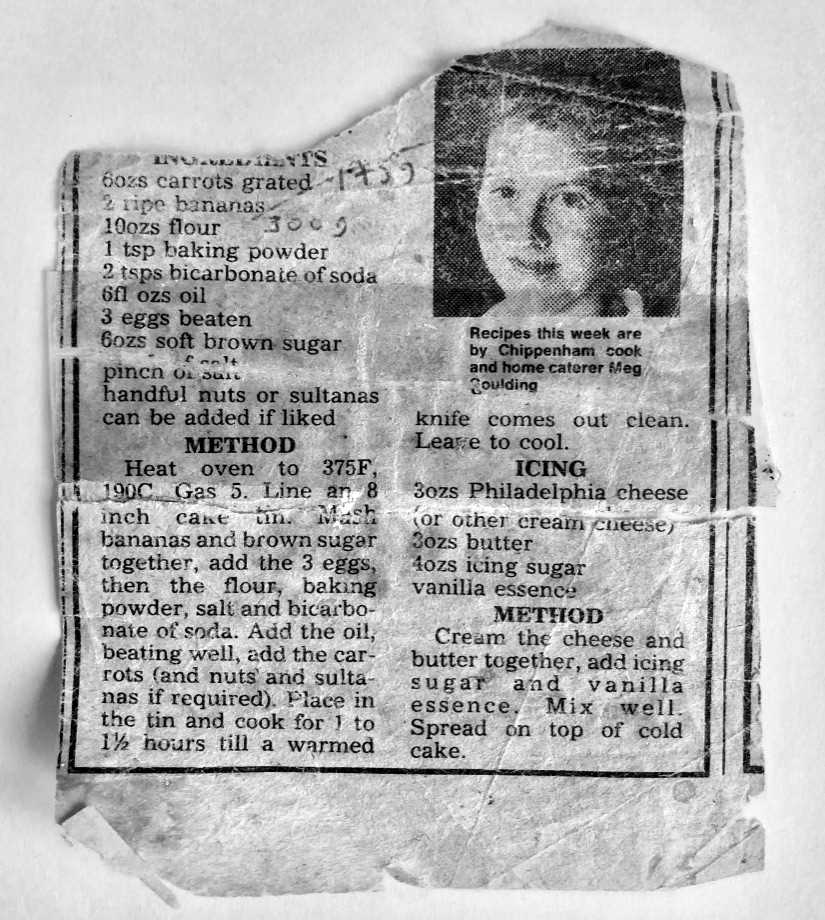 INGREDIENTS
6ozs carrots grated 175g
2 ripe bananas
10ozs flour 300g
1 tsp baking powder
2 tsps bicarbonate of soda
6fl ozs oil
3 eggs beaten
6ozs soft brown sugar
pinch of salt
handful nuts or sultanas
can be added if liked
METHOD
Heat oven to 375F,
190C, Gas 5. Line an 8
inch cake tin. Mash
bananas and brown sugar
together, add the 3 eggs,
then the flour, baking
powder, salt and bicarbo-
nate of soda. Add the oil,
beating well, add the car-
rots (and nuts and sulta-
nas if required). Place in
the tin and cook for 1 to
1½ hours till a warmed
Recipes this week are
by Chippenham cook
and home caterer Meg
Goulding
knife comes out clean.
Leave to cool.
ICING
3ozs Philadelphia cheese
(or other cream cheese)
3ozs butter
4ozs icing sugar
vanilla essence
METHOD
Cream the cheese and
butter together, add icing
sugar and vanilla
essence. Mix well.
Spread on top of cold
cake.